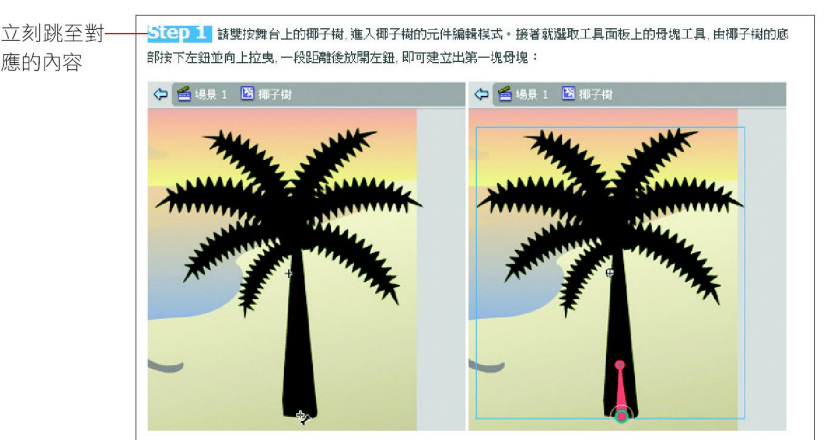 立刻跳至對
應的內容
Step 1 請雙按舞台上的椰子樹, 進入椰子樹的元件編輯模式。接著就選取工具面板上的骨塊工具, 由椰子樹的底
部按下左鈕並向上拉曳, 一段距離後放開左鈕, 即可建立出第一塊骨塊：
場景 1 椰子樹
場景 1 椰子樹